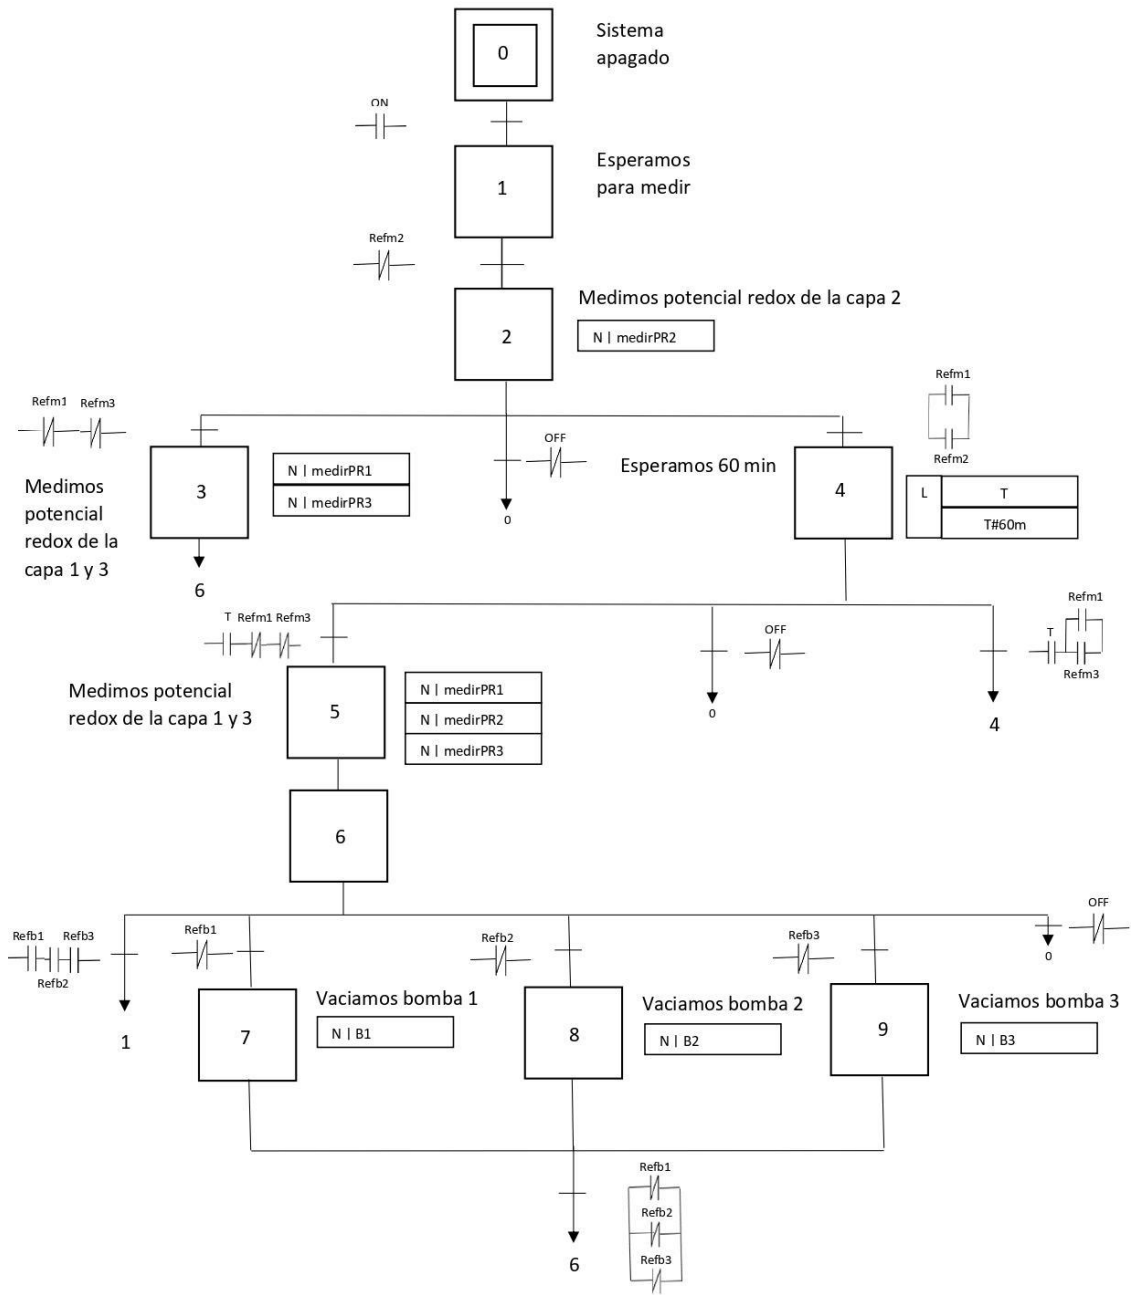 0
Sistema
apagado
ON
1
Esperamos
para medir
Refm2
2
Medimos potencial redox de la capa 2
N | medirPR2
Refm1 Refm3
3
N | medirPR1
N | medirPR3
Medimos
potencial
redox de la
capa 1 y 3
6
OFF
0
Esperamos 60 min
4
Refm1
Refm2
L
T
T#60m
T Refm1 Refm3
Medimos potencial
redox de la capa 1 y 3
5
N | medirPR1
N | medirPR2
N | medirPR3
OFF
0
Refm1
T
Refm3
4
6
Refb1 Refb3
Refb2
1
Refb1
7
Vaciamos bomba 1
N | B1
Refb2
8
Vaciamos bomba 2
N | B2
Refb3
9
Vaciamos bomba 3
N | B3
OFF
0
Refb1
Refb2
Refb3
6